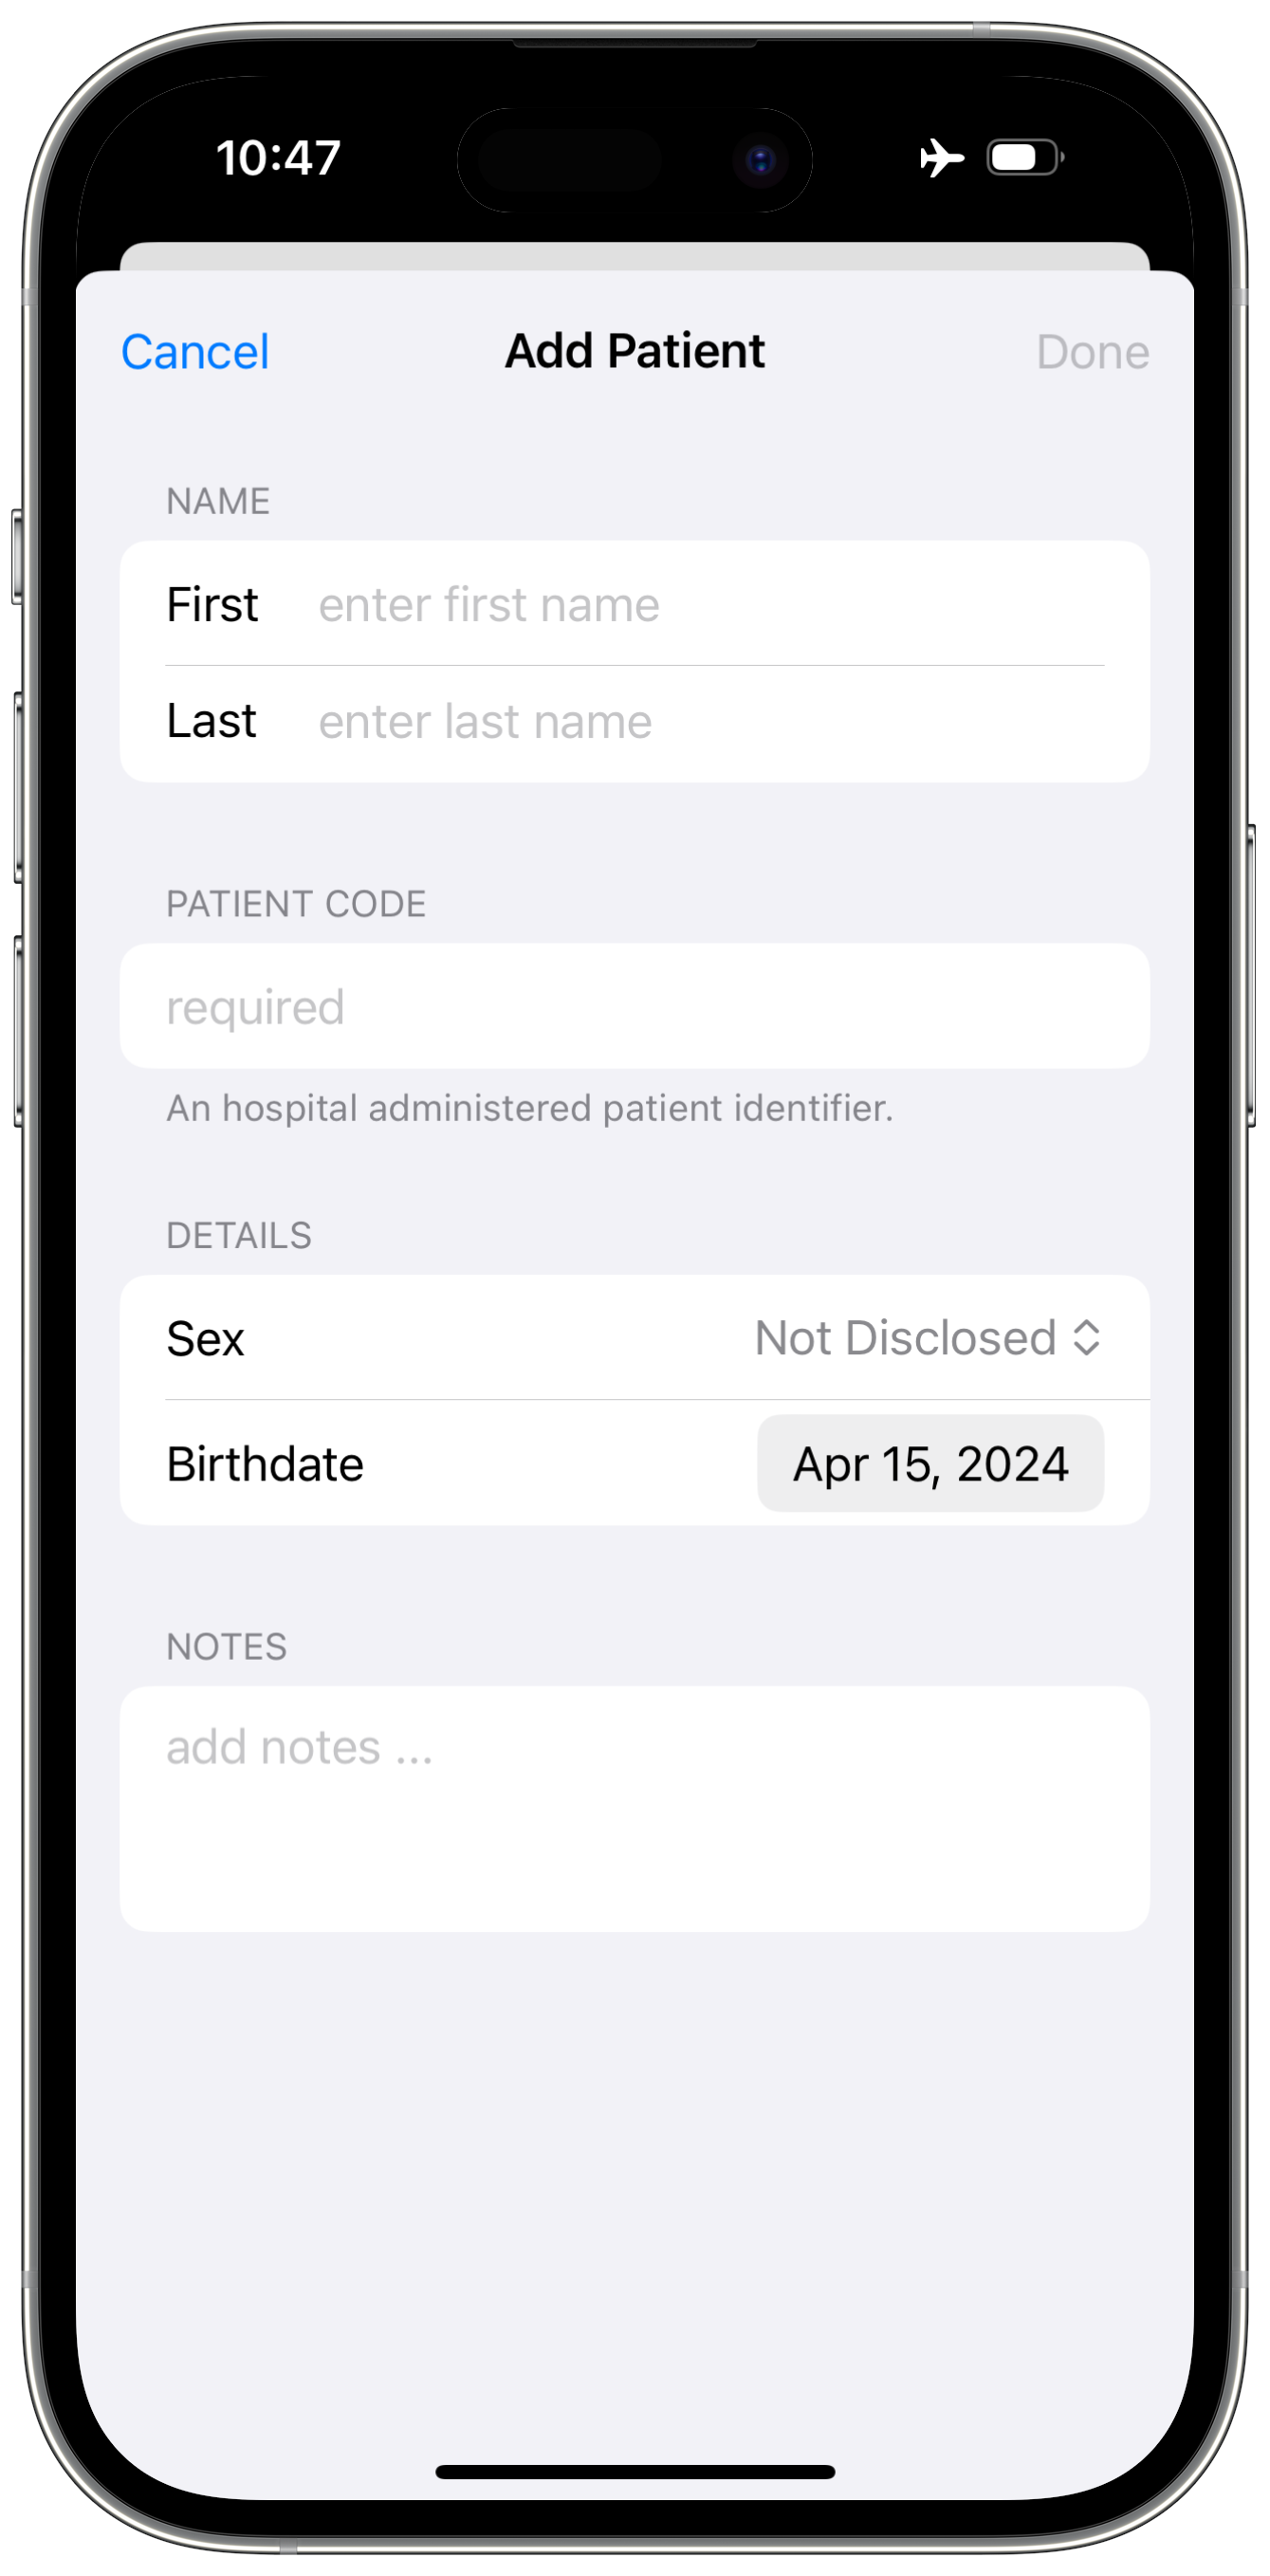 10:47
Cancel Add Patient Done
NAME
First enter first name
Last enter last name
PATIENT CODE
required
An hospital administered patient identifier.
DETAILS
Sex Not Disclosed
Birthdate Apr 15, 2024
NOTES
add notes ...